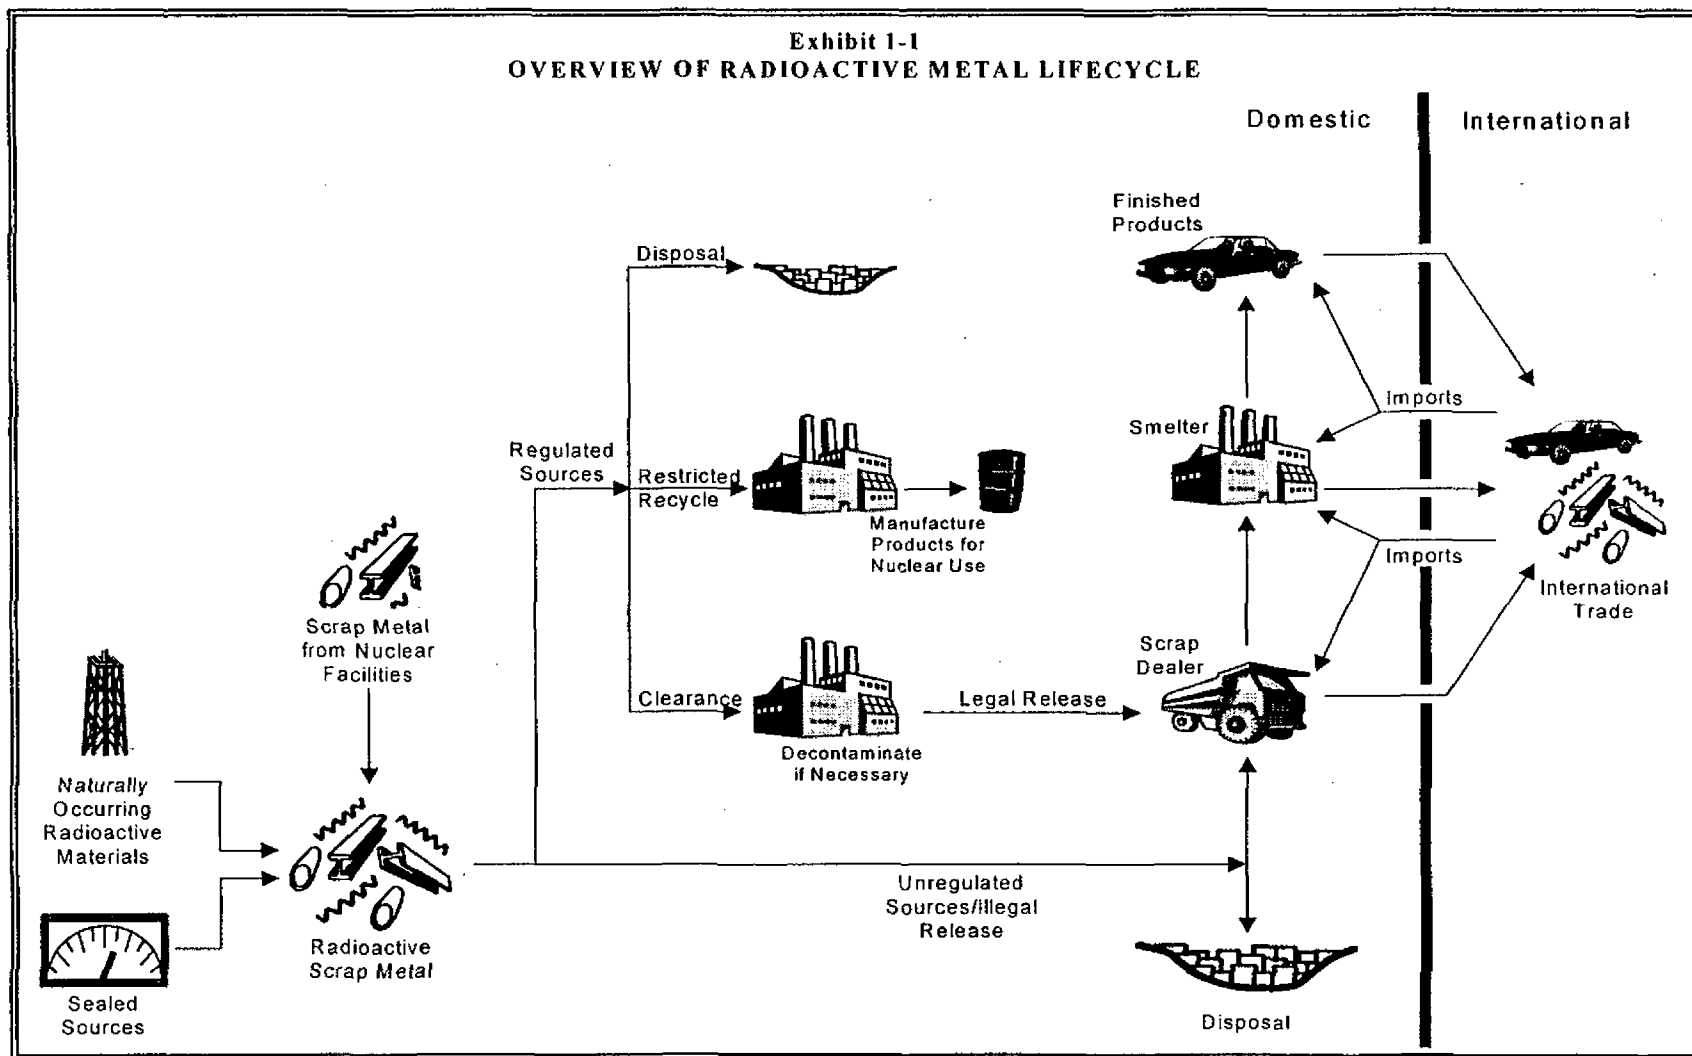 Exhibit 1-1
OVERVIEW OF RADIOACTIVE METAL LIFECYCLE
Domestic
International
Finished
Products
Disposal
Imports
Smelter
Regulated
Sources
Restricted
Recycle
Manufacture
Products for
Nuclear Use
Imports
International
Trade
Scrap Metal
from Nuclear
Facilities
Scrap
Dealer
Clearance
Legal Release
Decontaminate
if Necessary
Naturally
Occurring
Radioactive
Materials
Unregulated
Sources/Illegal
Release
Radioactive
Scrap Metal
Sealed
Sources
Disposal